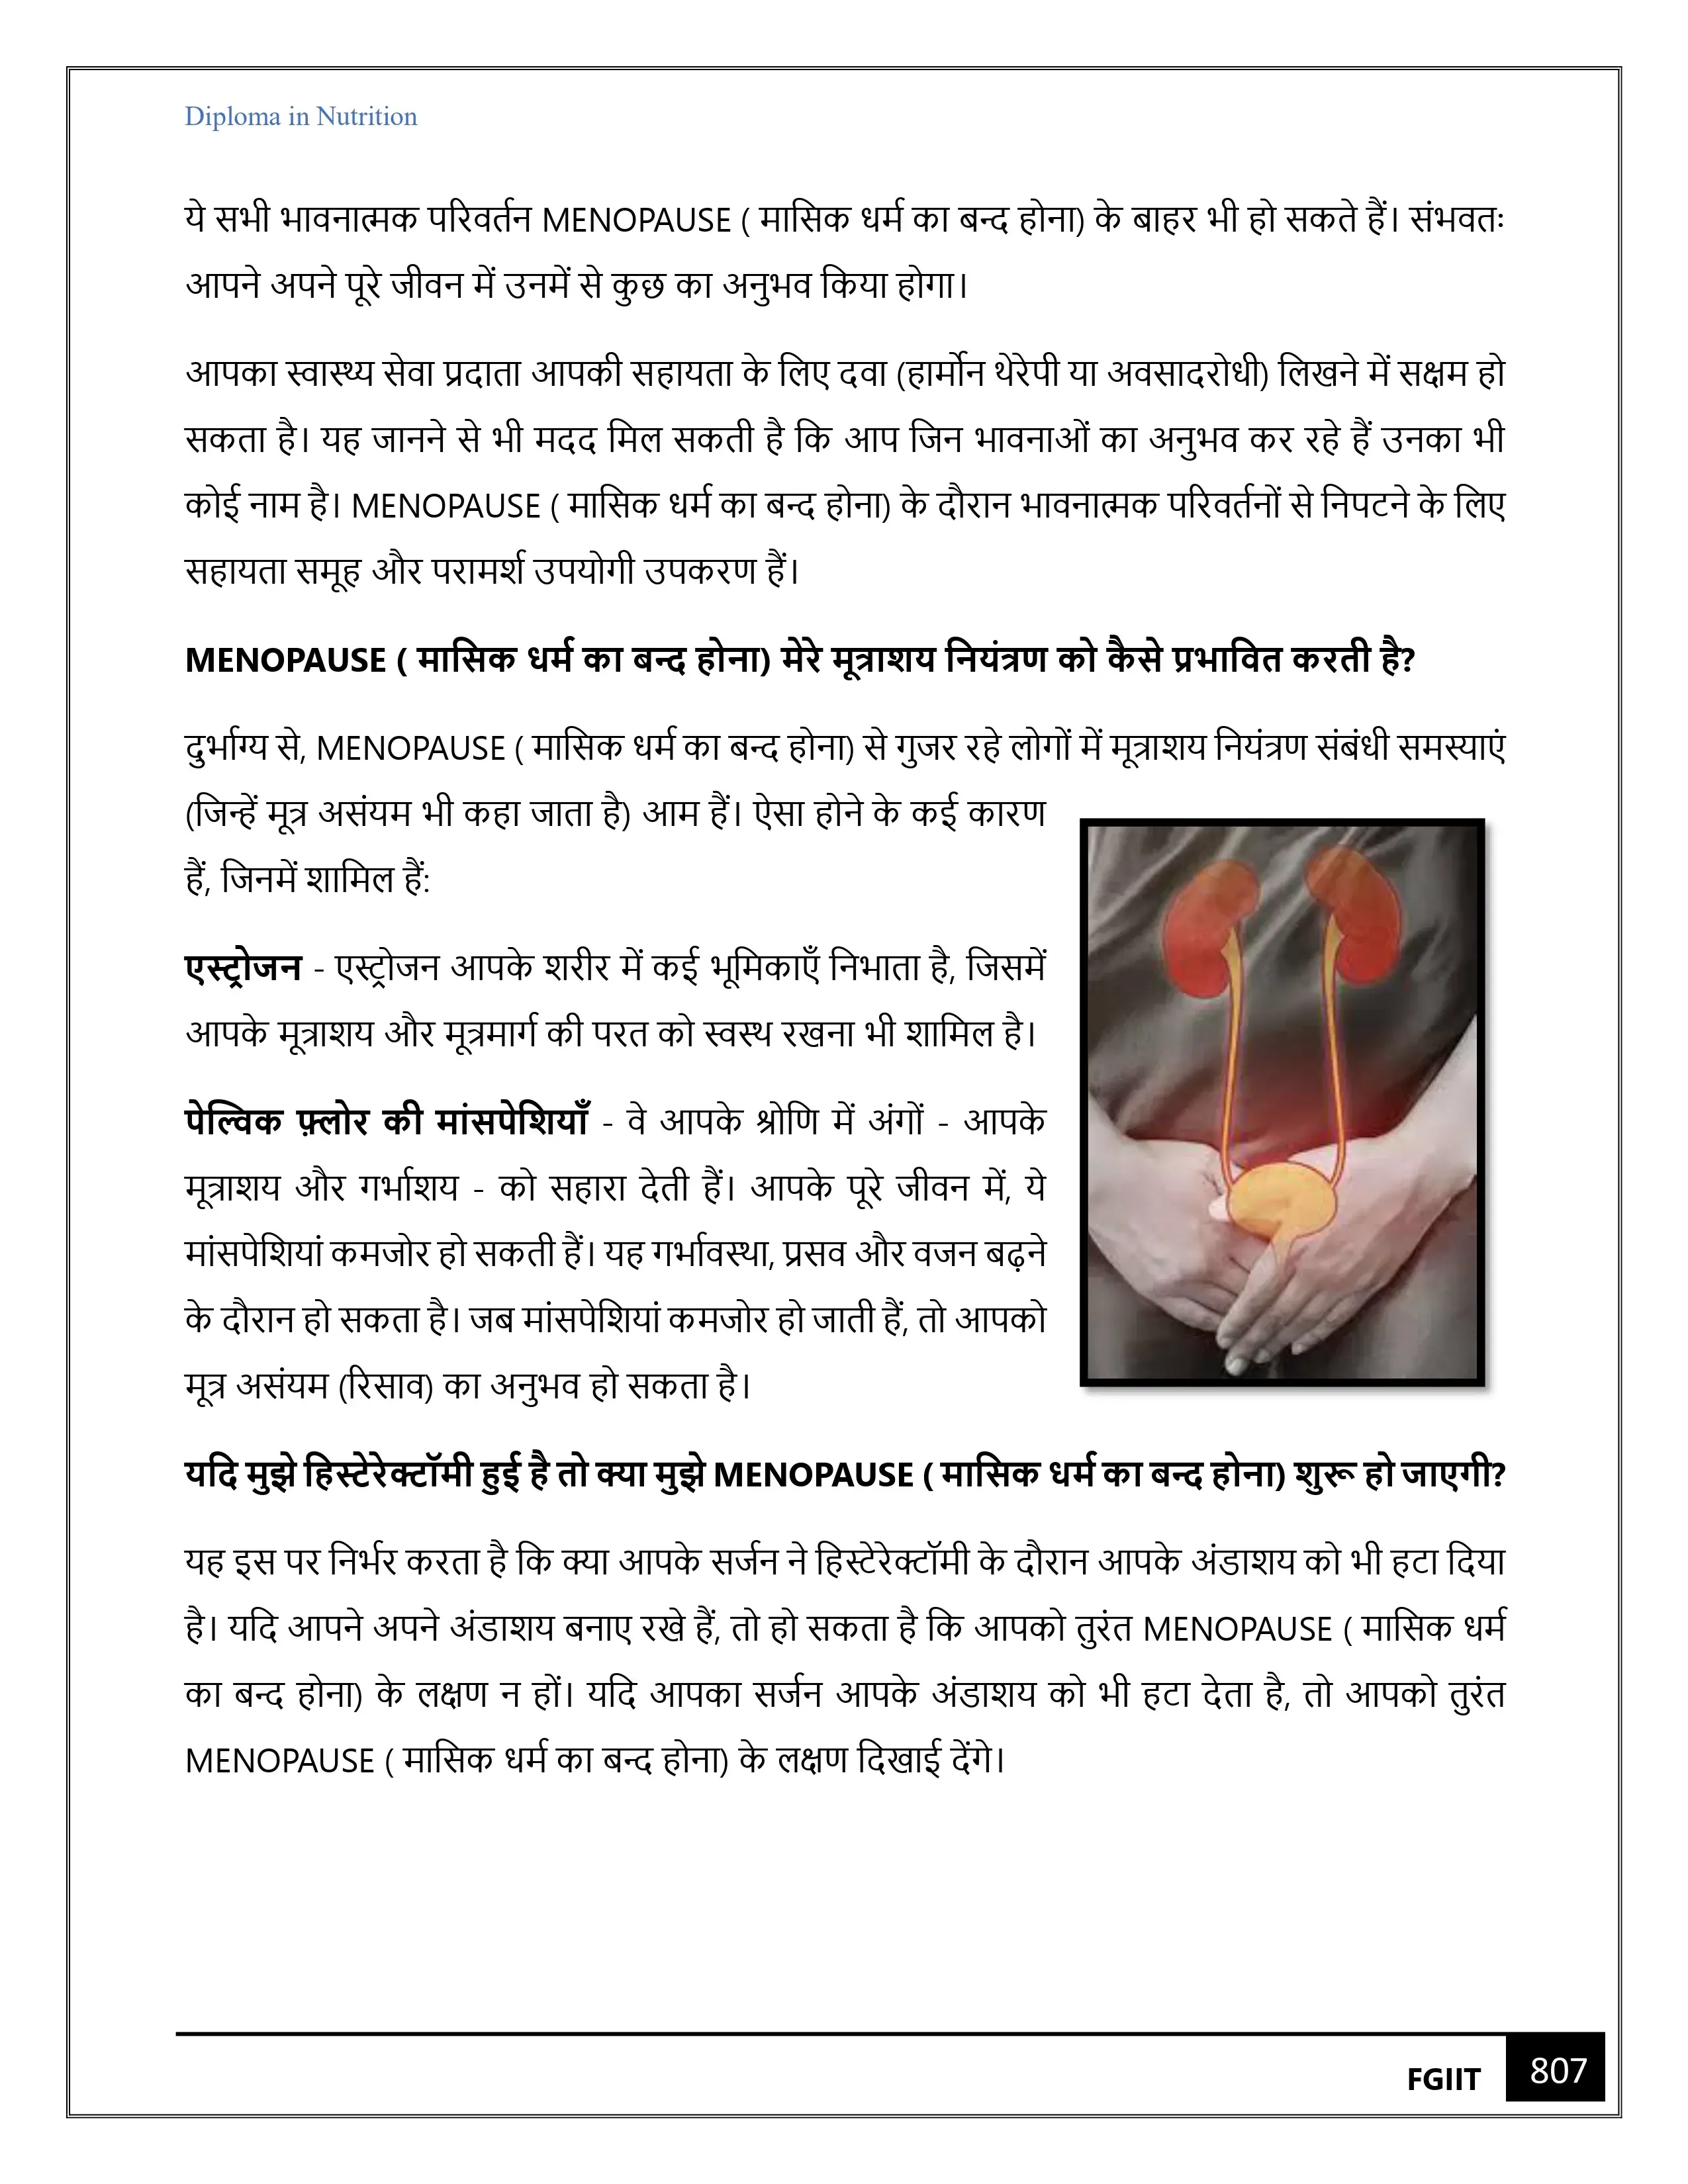 Diploma in Nutrition
ये सभी भावनात्मक परिवर्तन MENOPAUSE ( मासिक धर्म का बन्द होना) के बाहर भी हो सकते हैं। संभवतः
आपने अपने पूरे जीवन में उनमें से कुछ का अनुभव किया होगा।
आपका स्वास्थ्य सेवा प्रदाता आपकी सहायता के लिए दवा (हार्मोन थेरेपी या अवसादरोधी) लिखने में सक्षम हो
सकता है। यह जानने से भी मदद मिल सकती है कि आप जिन भावनाओं का अनुभव कर रहे हैं उनका भी
कोई नाम है। MENOPAUSE ( मासिक धर्म का बन्द होना) के दौरान भावनात्मक परिवर्तनों से निपटने के लिए
सहायता समूह और परामर्श उपयोगी उपकरण हैं।
MENOPAUSE ( मासिक धर्म का बन्द होना) मेरे मूत्राशय नियंत्रण को कैसे प्रभावित करती है?
दुर्भाग्य से, MENOPAUSE ( मासिक धर्म का बन्द होना) से गुजर रहे लोगों में मूत्राशय नियंत्रण संबंधी समस्याएं
(जिन्हें मूत्र असंयम भी कहा जाता है) आम हैं। ऐसा होने के कई कारण
हैं, जिनमें शामिल हैं:
एस्ट्रोजन - एस्ट्रोजन आपके शरीर में कई भूमिकाएँ निभाता है, जिसमें
आपके मूत्राशय और मूत्रमार्ग की परत को स्वस्थ रखना भी शामिल है।
पेल्विक फ़्लोर की मांसपेशियाँ - वे आपके श्रोणि में अंगों - आपके
मूत्राशय और गर्भाशय - को सहारा देती हैं। आपके पूरे जीवन में, ये
मांसपेशियां कमजोर हो सकती हैं। यह गर्भावस्था, प्रसव और वजन बढ़ने
के दौरान हो सकता है। जब मांसपेशियां कमजोर हो जाती हैं, तो आपको
मूत्र असंयम (रिसाव) का अनुभव हो सकता है।
यदि मुझे हिस्टेरेक्टॉमी हुई है तो क्या मुझे MENOPAUSE ( मासिक धर्म का बन्द होना) शुरू हो जाएगी?
यह इस पर निर्भर करता है कि क्या आपके सर्जन ने हिस्टेरेक्टॉमी के दौरान आपके अंडाशय को भी हटा दिया
है। यदि आपने अपने अंडाशय बनाए रखे हैं, तो हो सकता है कि आपको तुरंत MENOPAUSE ( मासिक धर्म
का बन्द होना) के लक्षण न हों। यदि आपका सर्जन आपके अंडाशय को भी हटा देता है, तो आपको तुरंत
MENOPAUSE ( मासिक धर्म का बन्द होना) के लक्षण दिखाई देंगे।
FGIIT 807